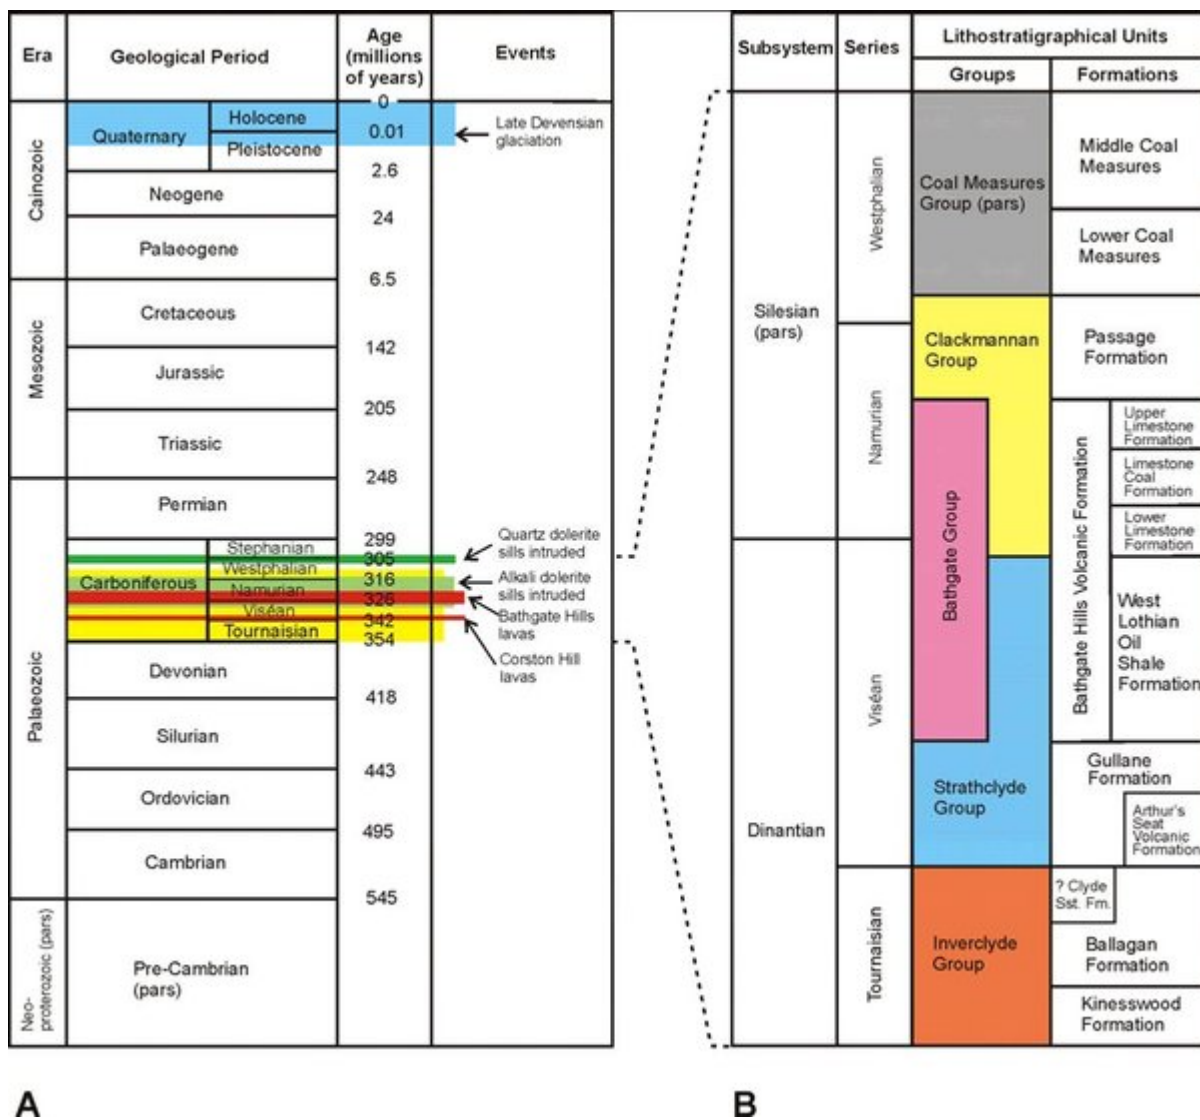 Era
Geological Period
Age
(millions
of years)
Events
Cainozoic
Quaternary
Holocene
Pleistocene
Neogene
Palaeogene
Mesozoic
Cretaceous
Jurassic
Triassic
Palaeozoic
Permian
Carboniferous
Stephanian
Westphalian
Namurian
Viséan
Tournaisian
Devonian
Silurian
Ordovician
Cambrian
Neo-
proterozoic (pars)
Pre-Cambrian
(pars)
0
0.01
2.6
24
6.5
142
205
248
299
305
316
326
342
354
418
443
495
545
Late Devensian
glaciation
Quartz dolerite
sills intruded
Alkali dolerite
sills intruded
Bathgate Hills
lavas
Corston Hill
lavas
A
Subsystem
Series
Lithostratigraphical Units
Groups
Formations
Silesian
(pars)
Dinantian
Westphalian
Namurian
Viséan
Tournaisian
Coal Measures
Group (pars)
Clackmannan
Group
Bathgate Group
Strathclyde
Group
Inverclyde
Group
Middle Coal
Measures
Lower Coal
Measures
Passage
Formation
Bathgate Hills Volcanic Formation
Upper
Limestone
Formation
Limestone
Coal
Formation
Lower
Limestone
Formation
West
Lothian
Oil
Shale
Formation
Gullane
Formation
Arthur's
Seat
Volcanic
Formation
? Clyde
Sst. Fm.
Ballagan
Formation
Kinesswood
Formation
B